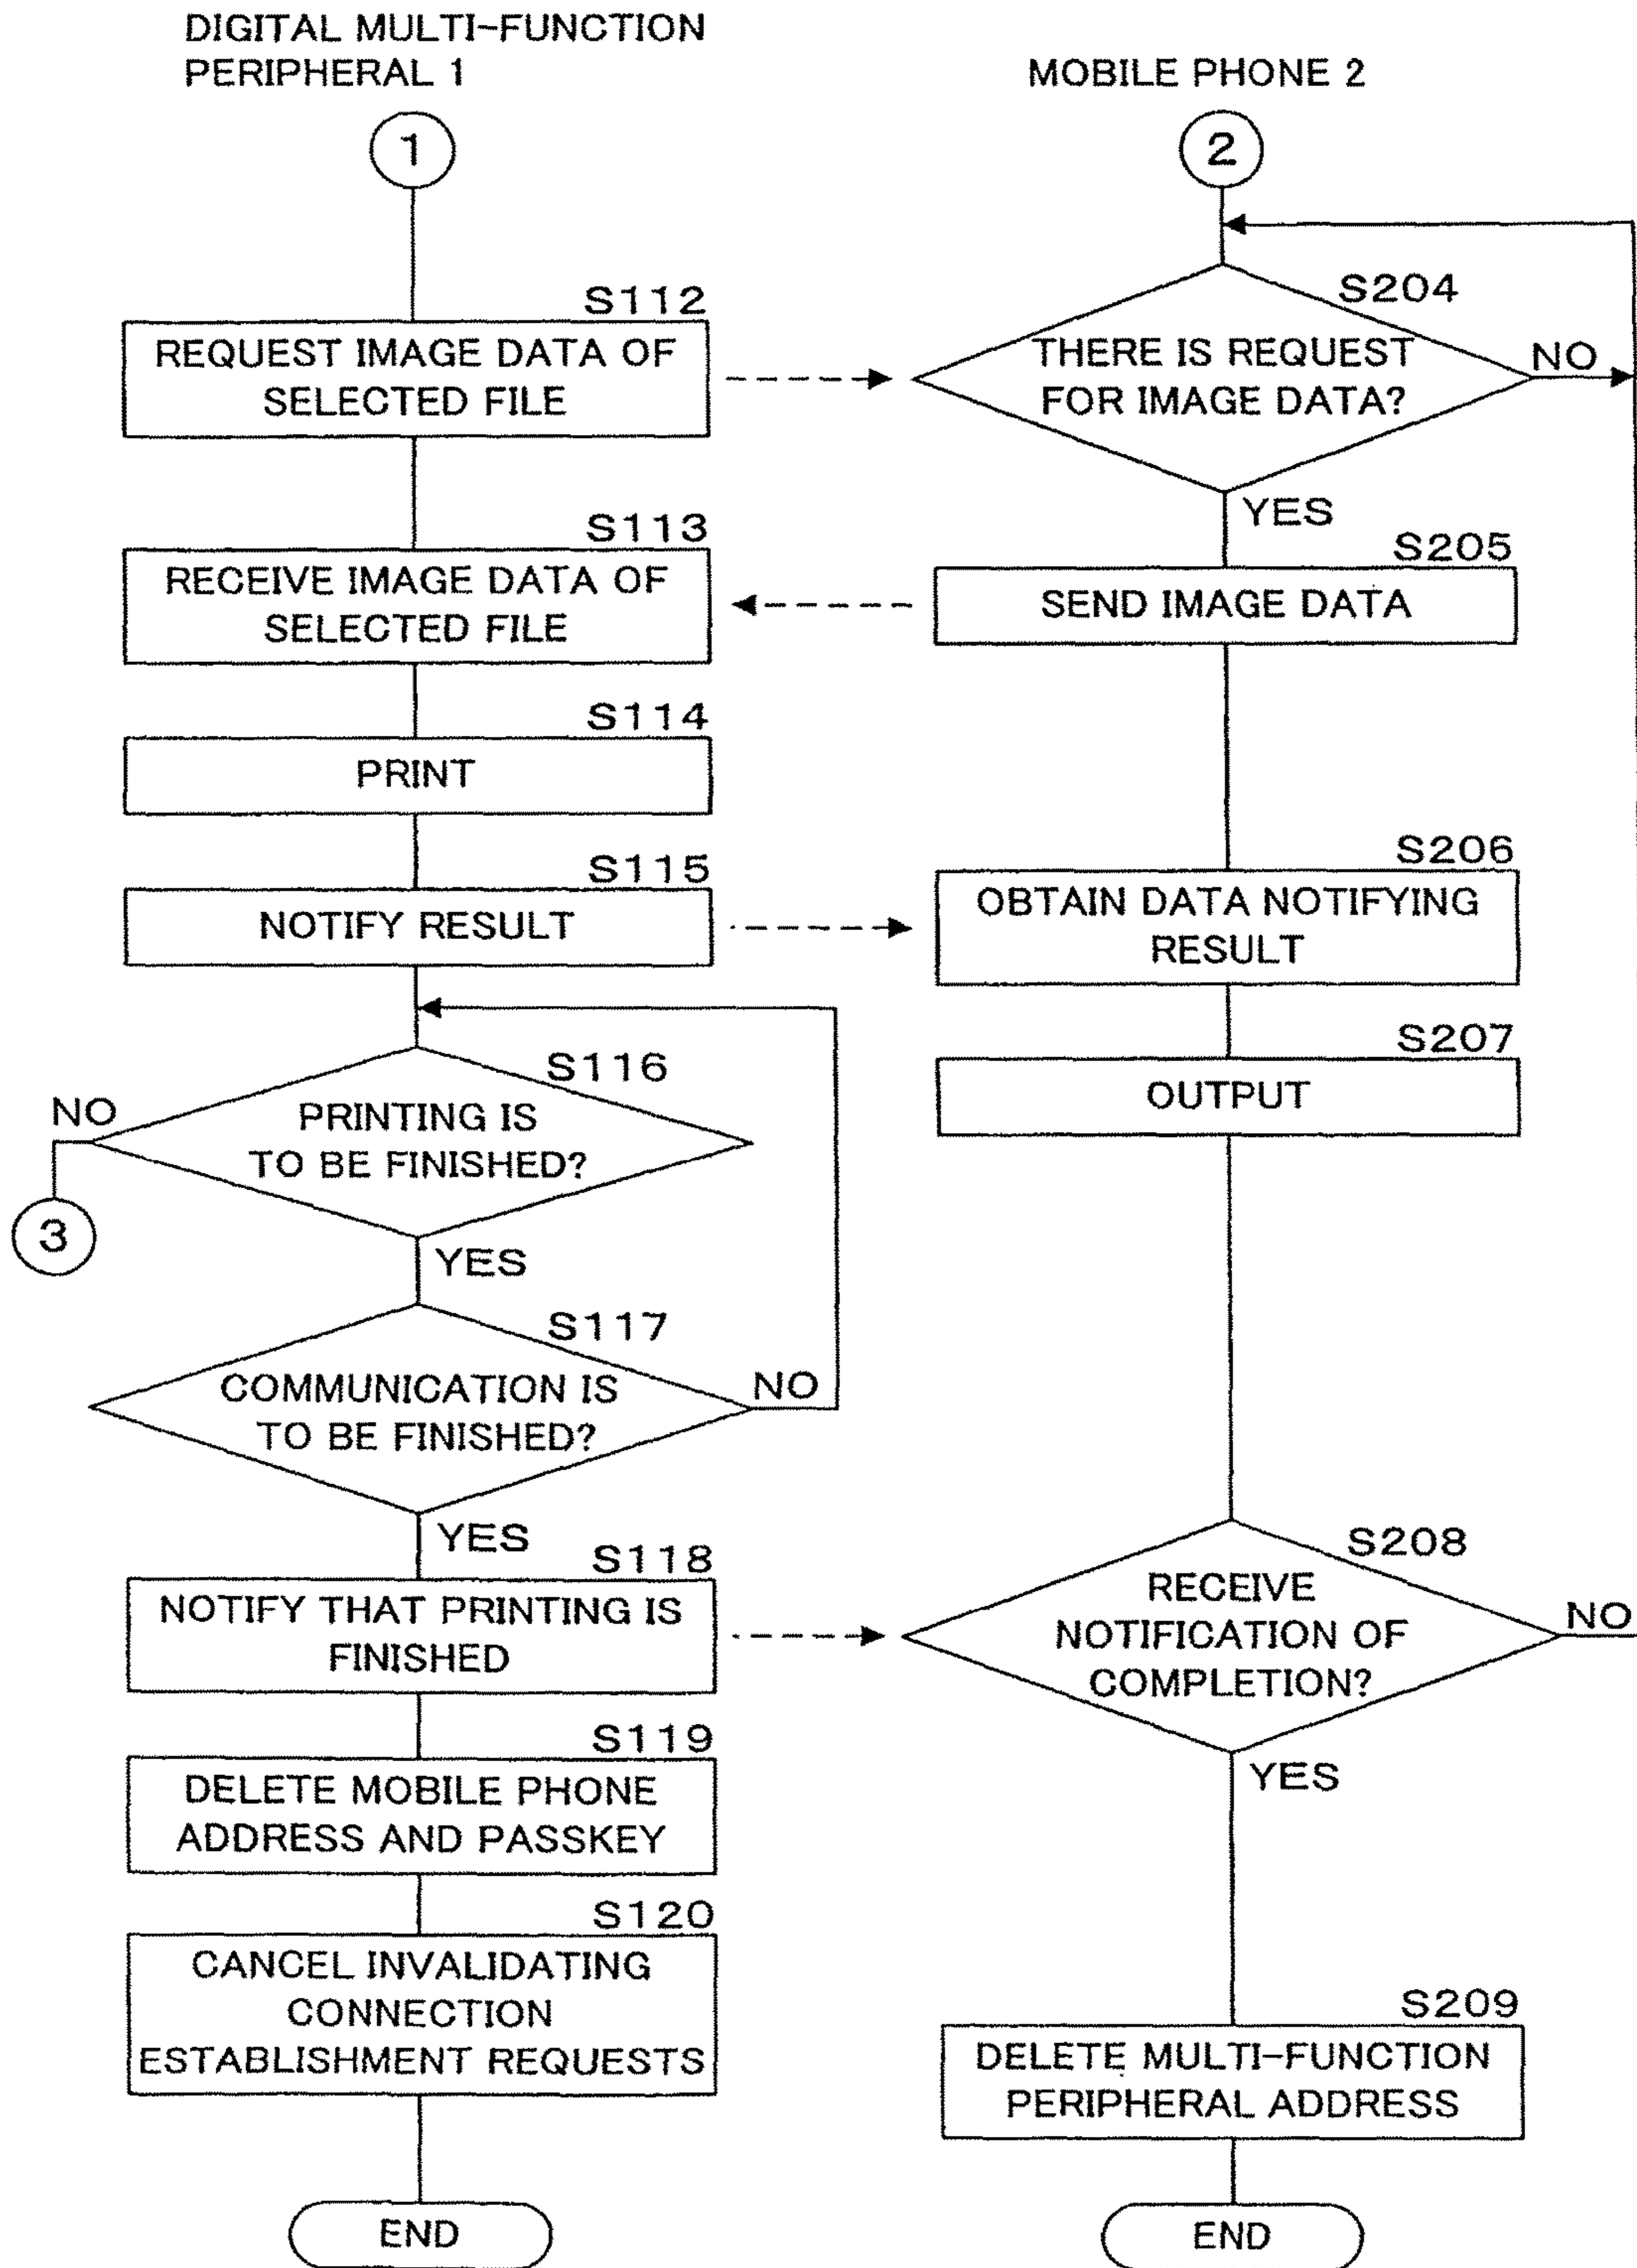 DIGITAL MULTI-FUNCTION
PERIPHERAL 1
1
S112
REQUEST IMAGE DATA OF
SELECTED FILE
S113
RECEIVE IMAGE DATA OF
SELECTED FILE
S114
PRINT
S115
NOTIFY RESULT
S116
NO
PRINTING IS
TO BE FINISHED?
3
YES
S117
COMMUNICATION IS
TO BE FINISHED?
NO
YES
S118
NOTIFY THAT PRINTING IS
FINISHED
S119
DELETE MOBILE PHONE
ADDRESS AND PASSKEY
S120
CANCEL INVALIDATING
CONNECTION
ESTABLISHMENT REQUESTS
END
MOBILE PHONE 2
2
S204
THERE IS REQUEST
FOR IMAGE DATA?
NO
YES
S205
SEND IMAGE DATA
S206
OBTAIN DATA NOTIFYING
RESULT
S207
OUTPUT
S208
RECEIVE
NOTIFICATION OF
COMPLETION?
NO
YES
S209
DELETE MULTI-FUNCTION
PERIPHERAL ADDRESS
END